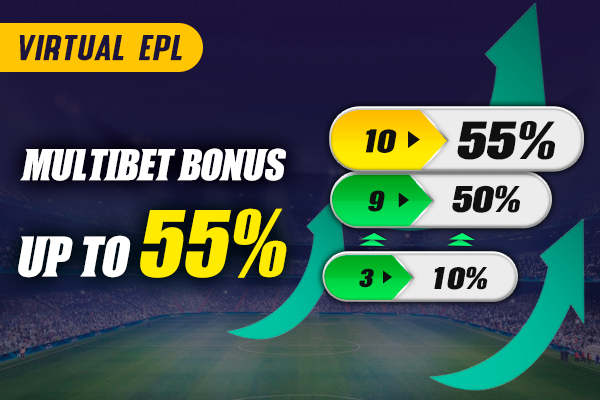 VIRTUAL EPL
MULTIBET BONUS
UP TO 55%
10 55%
9 50%
3 10%